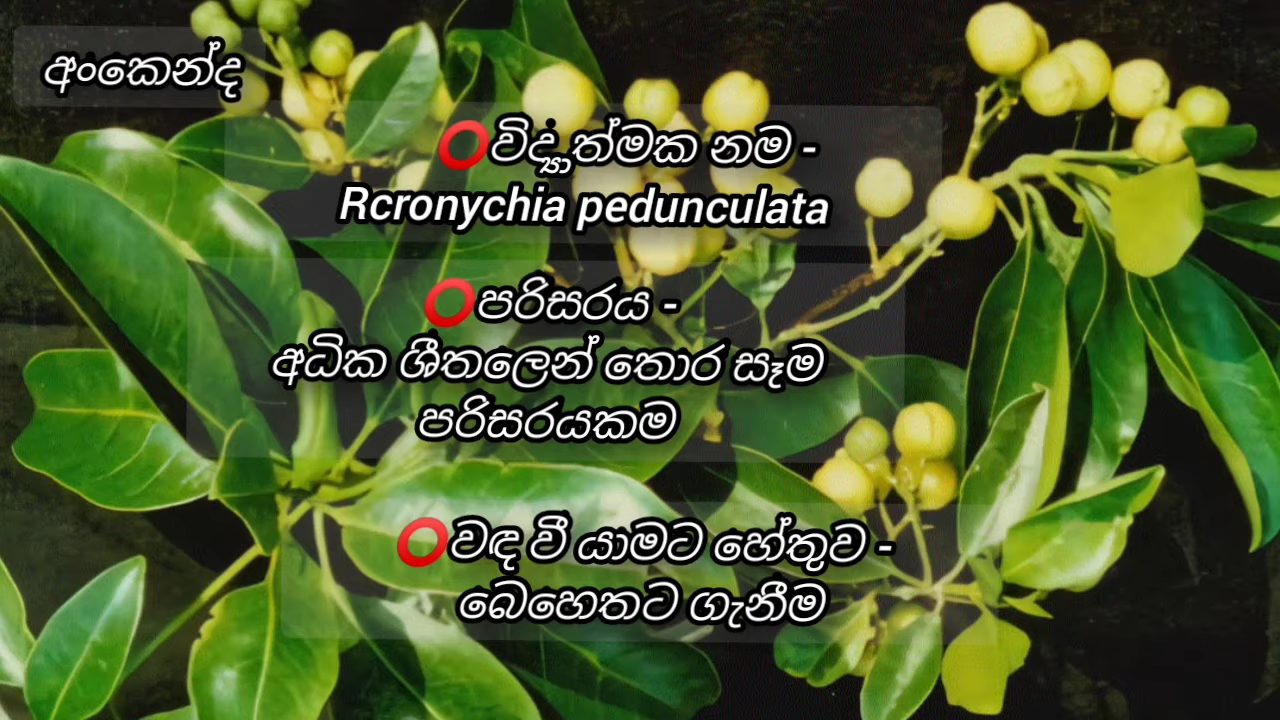 අංකෙන්ද
⭕විද්‍යුංාත්මක නම -
Rcronychia pedunculata
⭕පරිසරය -
අධික ශීතලෙන් තොර සෑම
පරිසරයකම
⭕වඳ වී යාමට හේතුව -
බෙහෙතට ගැනීම